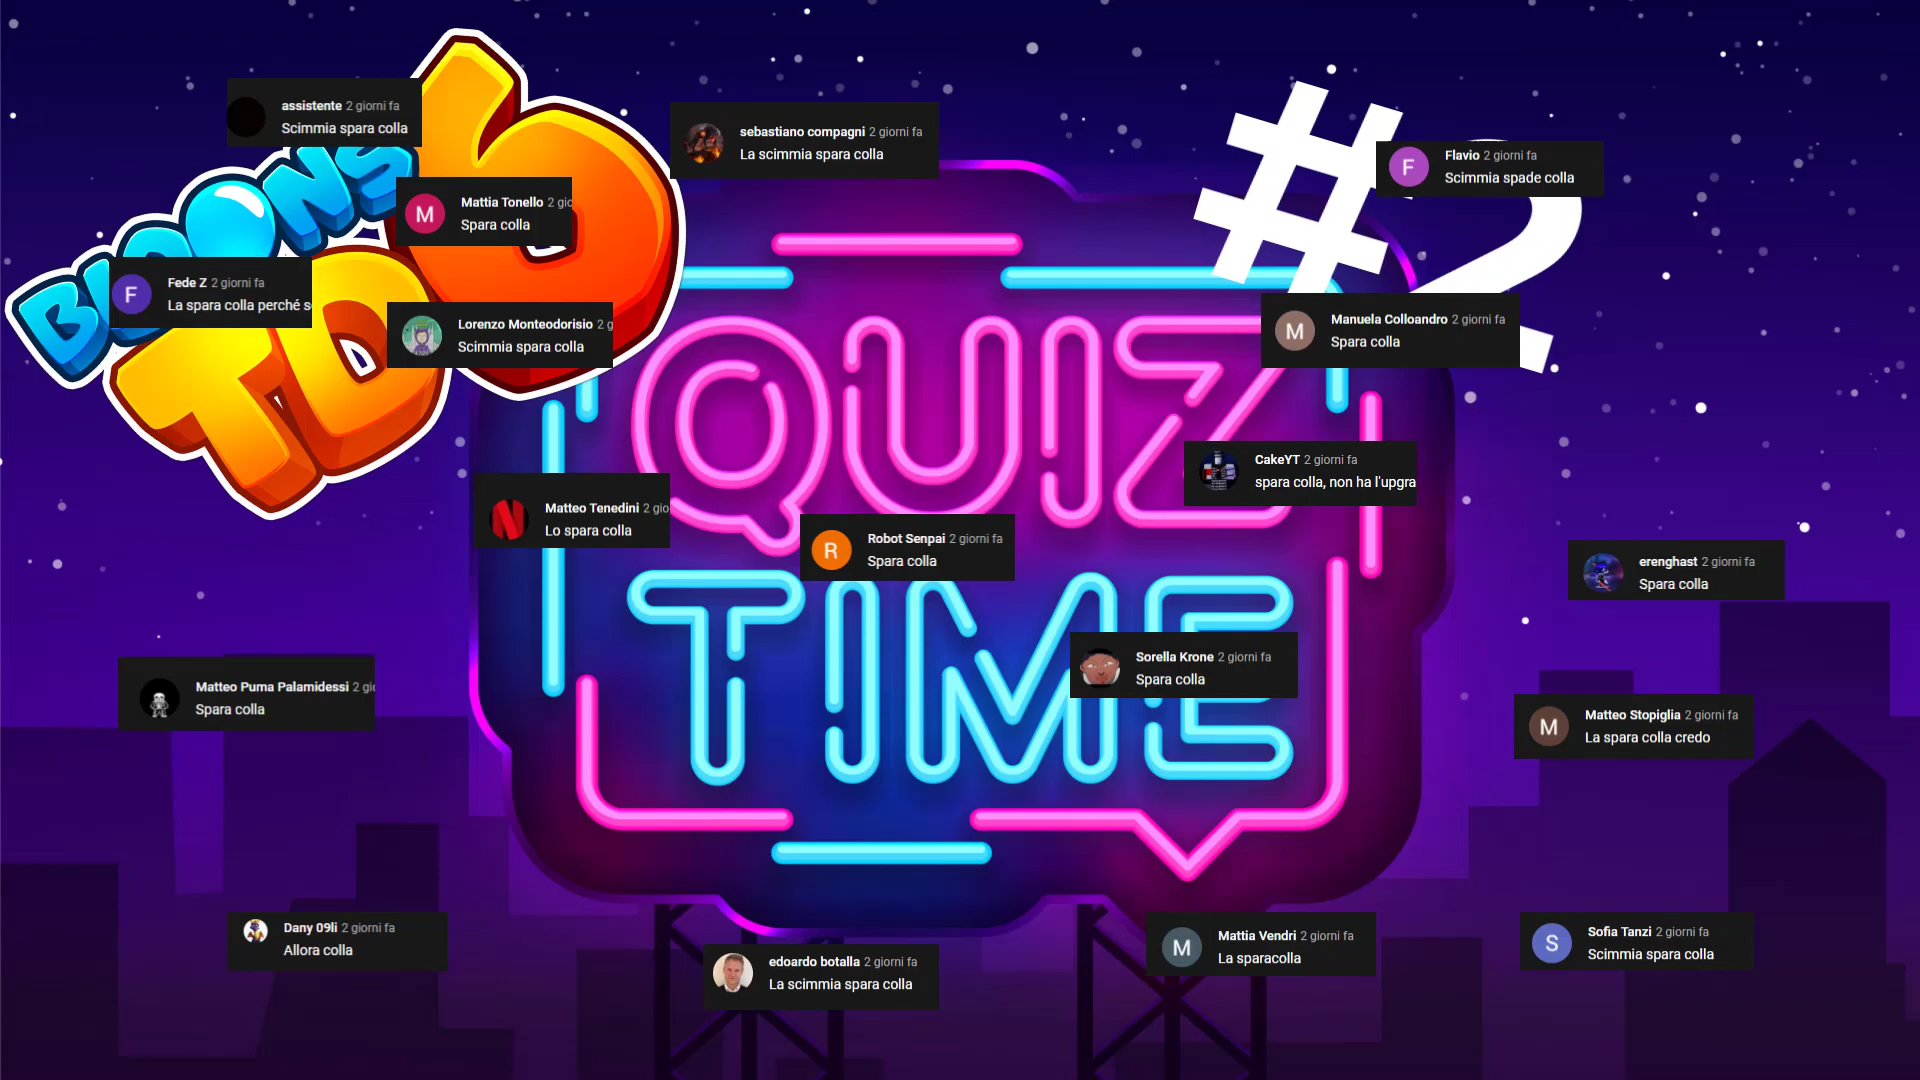 assistente 2 giorni fa
Scimmia spara colla
BLOONS
TD
6
sebastiano compagni 2 giorni fa
La scimmia spara colla
#2
Flavio 2 giorni fa
Scimmia spade colla
Mattia Tonello 2 gio
Spara colla
Fede Z 2 giorni fa
La spara colla perché s
Lorenzo Monteodorisio 2 g
Scimmia spara colla
Manuela Colloandro 2 giorni fa
Spara colla
QUIZ
TIME
CakeYT 2 giorni fa
spara colla, non ha l'upgra
Matteo Tenedini 2 gio
Lo spara colla
Robot Senpai 2 giorni fa
Spara colla
erenghast 2 giorni fa
Spara colla
Sorella Krone 2 giorni fa
Spara colla
Matteo Puma Palamidessi 2 gi
Spara colla
Matteo Stopiglia 2 giorni fa
La spara colla credo
Dany 09li 2 giorni fa
Allora colla
edoardo botalla 2 giorni fa
La scimmia spara colla
Mattia Vendri 2 giorni fa
La sparacolla
Sofia Tanzi 2 giorni fa
Scimmia spara colla